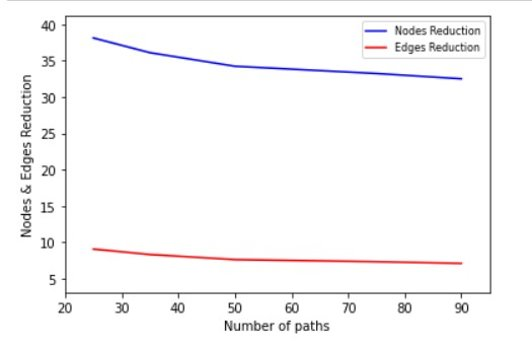 Nodes Reduction
Edges Reduction
Nodes & Edges Reduction
40
35
30
25
20
15
10
5
20 30 40 50 60 70 80 90
Number of paths